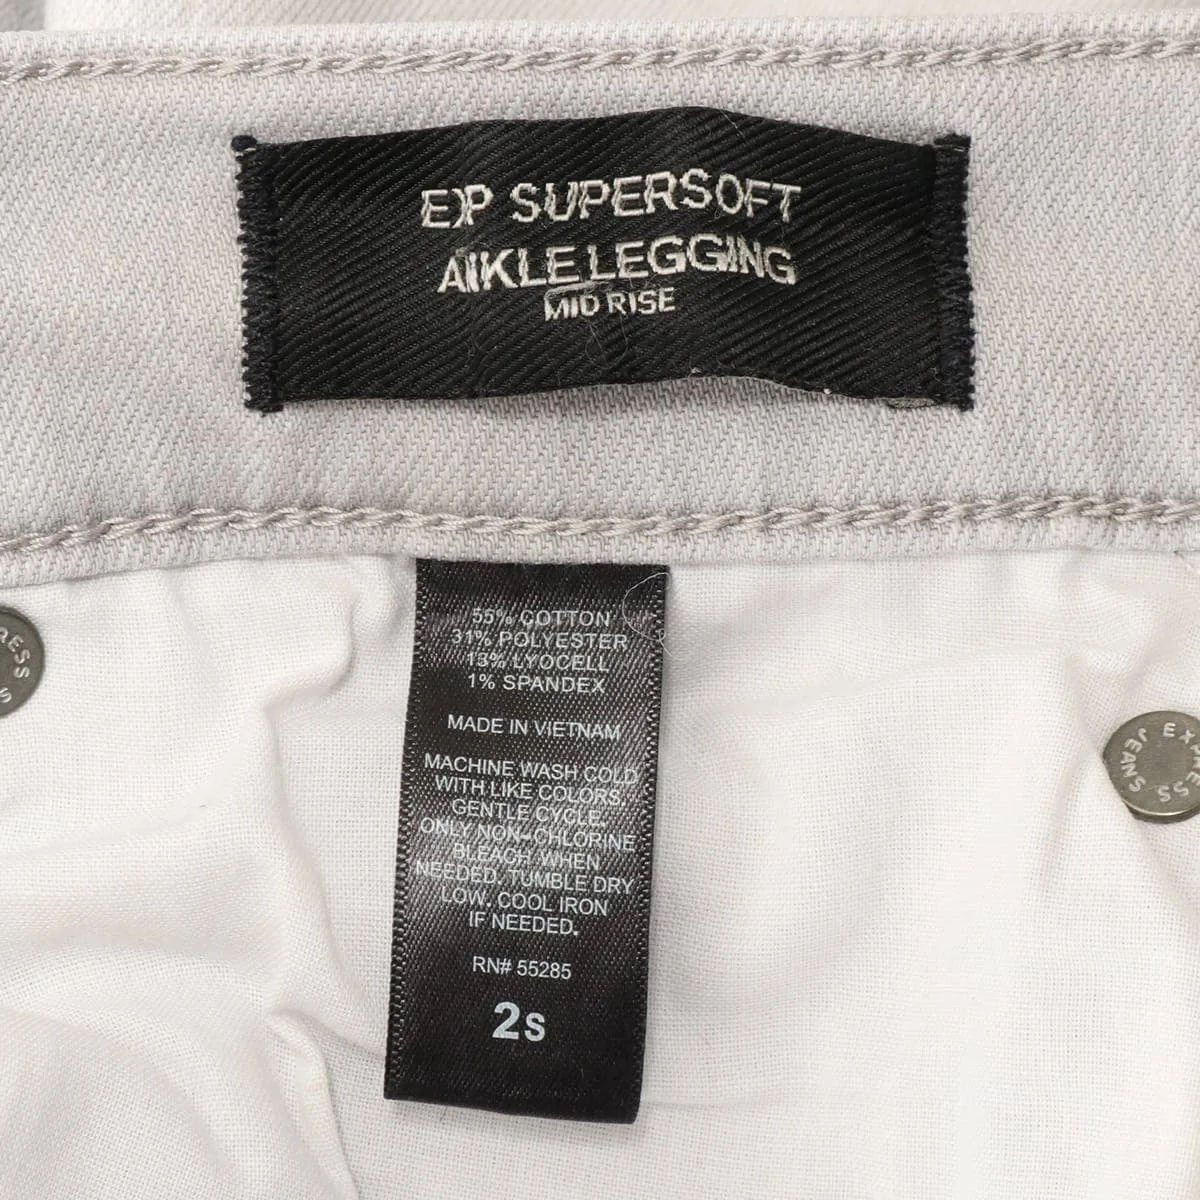 EXP SUPERSOFT
ANKLE LEGGING
MID RISE
55% COTTON
31% POLYESTER
13% LYOCELL
1% SPANDEX
MADE IN VIETNAM
MACHINE WASH COLD
WITH LIKE COLORS.
GENTLE CYCLE.
ONLY NON-CHLORINE
BLEACH WHEN
NEEDED. TUMBLE DRY
LOW. COOL IRON
IF NEEDED.
RN# 55285
2S
RESS
S
EXPRESS
JEANS